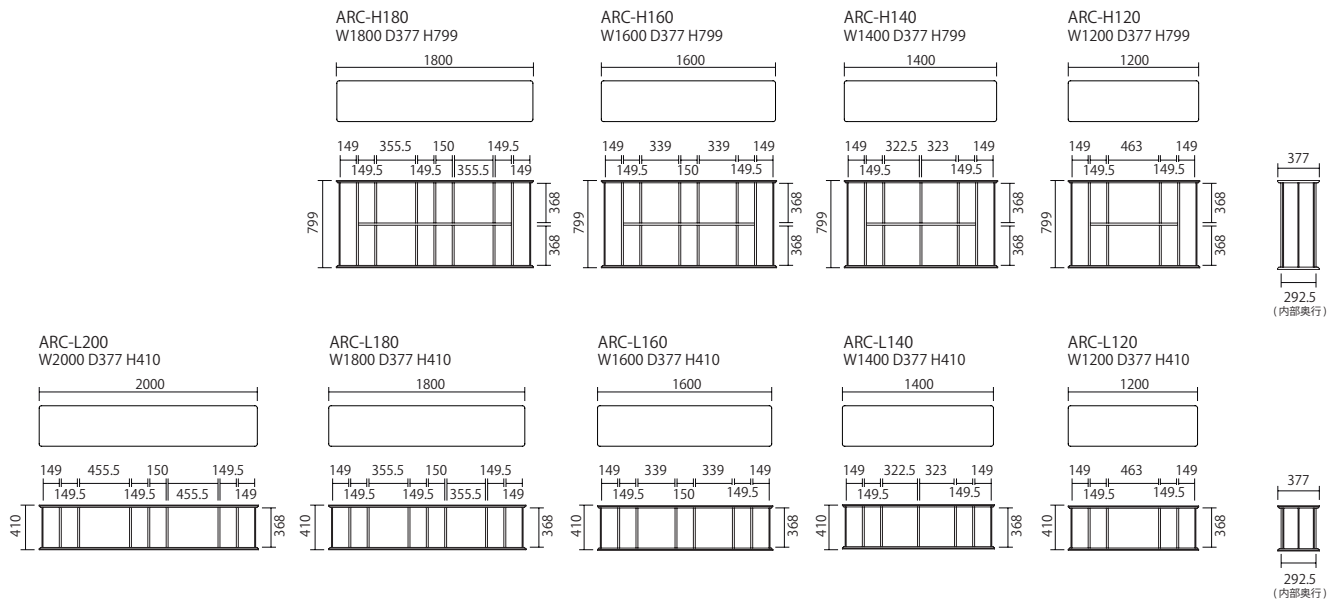 ARC-H180
W1800 D377 H799
1800
149 355.5 150 149.5
149.5 149.5 355.5 149
799
368
368
ARC-H160
W1600 D377 H799
1600
149 339 339 149
149.5 150 149.5
799
368
368
ARC-H140
W1400 D377 H799
1400
149 322.5 323 149
149.5 149.5
799
368
368
ARC-H120
W1200 D377 H799
1200
149 463 149
149.5 149.5
799
368
368
377
292.5
(内部奥行)
ARC-L200
W2000 D377 H410
2000
149 455.5 150 149.5
149.5 149.5 455.5 149
410
368
ARC-L180
W1800 D377 H410
1800
149 355.5 150 149.5
149.5 149.5 355.5 149
410
368
ARC-L160
W1600 D377 H410
1600
149 339 339 149
149.5 150 149.5
410
368
ARC-L140
W1400 D377 H410
1400
149 322.5 323 149
149.5 149.5
410
368
ARC-L120
W1200 D377 H410
1200
149 463 149
149.5 149.5
410
368
377
292.5
(内部奥行)